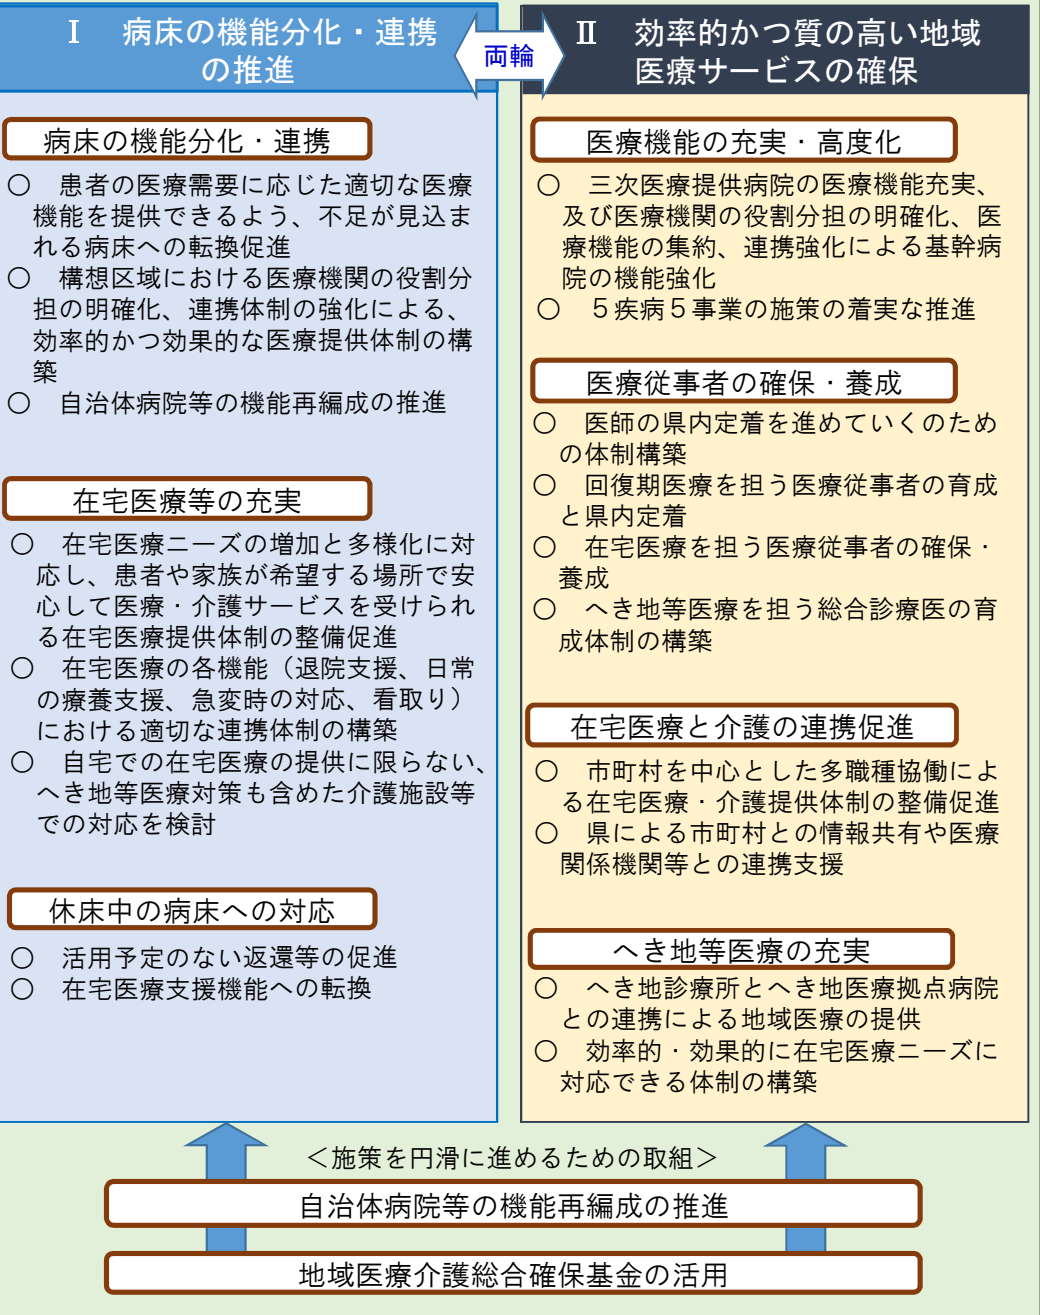 Ⅰ　病床の機能分化・連携
の推進
両輪
Ⅱ　効率的かつ質の高い地域
医療サービスの確保
病床の機能分化・連携
○　患者の医療需要に応じた適切な医療
機能を提供できるよう、不足が見込ま
れる病床への転換促進
○　構想区域における医療機関の役割分
担の明確化、連携体制の強化による、
効率的かつ効果的な医療提供体制の構
築
○　自治体病院等の機能再編成の推進
在宅医療等の充実
○　在宅医療ニーズの増加と多様化に対
応し、患者や家族が希望する場所で安
心して医療・介護サービスを受けられ
る在宅医療提供体制の整備促進
○　在宅医療の各機能（退院支援、日常
の療養支援、急変時の対応、看取り）
における適切な連携体制の構築
○　自宅での在宅医療の提供に限らない、
へき地等医療対策も含めた介護施設等
での対応を検討
休床中の病床への対応
○　活用予定のない返還等の促進
○　在宅医療支援機能への転換
医療機能の充実・高度化
○　三次医療提供病院の医療機能充実、
及び医療機関の役割分担の明確化、医
療機能の集約、連携強化による基幹病
院の機能強化
○　５疾病５事業の施策の着実な推進
医療従事者の確保・養成
○　医師の県内定着を進めていくのため
の体制構築
○　回復期医療を担う医療従事者の育成
と県内定着
○　在宅医療を担う医療従事者の確保・
養成
○　へき地等医療を担う総合診療医の育
成体制の構築
在宅医療と介護の連携促進
○　市町村を中心とした多職種協働によ
る在宅医療・介護提供体制の整備促進
○　県による市町村との情報共有や医療
関係機関等との連携支援
へき地等医療の充実
○　へき地診療所とへき地医療拠点病院
との連携による地域医療の提供
○　効率的・効果的に在宅医療ニーズに
対応できる体制の構築
＜施策を円滑に進めるための取組＞
自治体病院等の機能再編成の推進
地域医療介護総合確保基金の活用